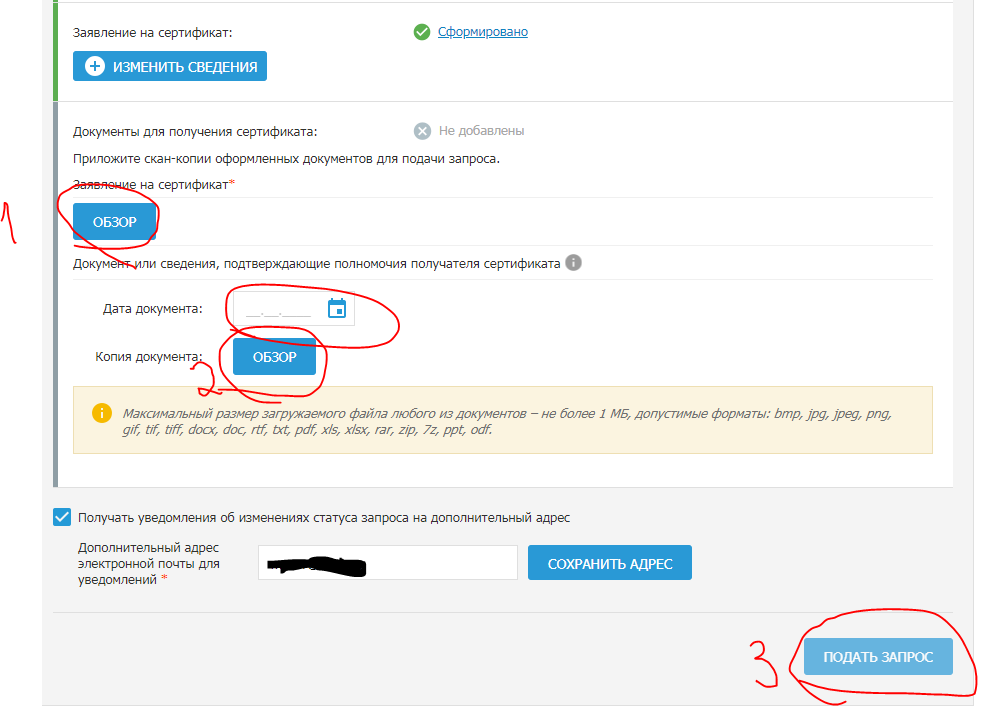 Заявление на сертификат:
Сформировано
ИЗМЕНИТЬ СВЕДЕНИЯ
Документы для получения сертификата:
Не добавлены
Приложите скан-копии оформленных документов для подачи запроса.
Заявление на сертификат*
1
ОБЗОР
Документ или сведения, подтверждающие полномочия получателя сертификата
Дата документа:
__.__.____
Копия документа:
ОБЗОР
2
Максимальный размер загружаемого файла любого из документов – не более 1 МБ, допустимые форматы: bmp, jpg, jpeg, png,
gif, tif, tiff, docx, doc, rtf, txt, pdf, xls, xlsx, rar, zip, 7z, ppt, odf.
Получать уведомления об изменениях статуса запроса на дополнительный адрес
Дополнительный адрес
электронной почты для
уведомлений *
СОХРАНИТЬ АДРЕС
3
ПОДАТЬ ЗАПРОС